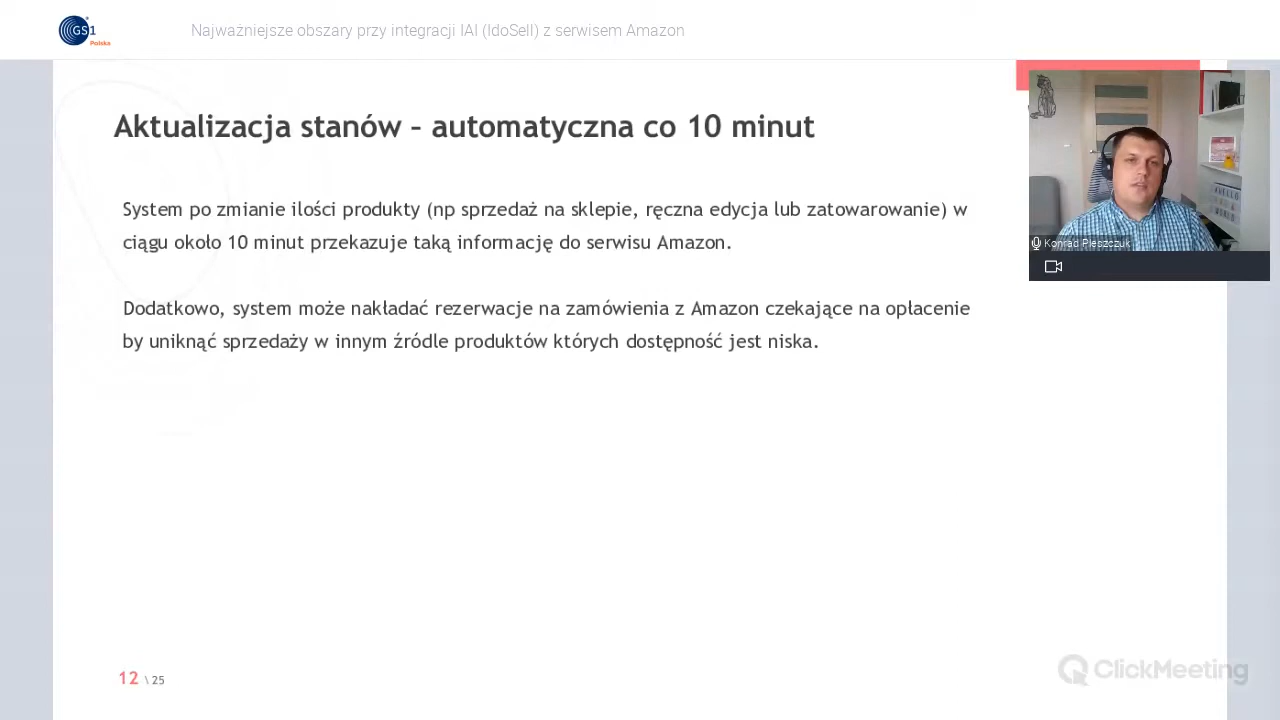 GS1
Polska
Najważniejsze obszary przy integracji IAI (IdoSell) z serwisem Amazon
Aktualizacja stanów – automatyczna co 10 minut
System po zmianie ilości produkty (np sprzedaż na sklepie, ręczna edycja lub zatowarowanie) w
ciągu około 10 minut przekazuje taką informację do serwisu Amazon.
Dodatkowo, system może nakładać rezerwacje na zamówienia z Amazon czekające na opłacenie
by uniknąć sprzedaży w innym źródle produktów których dostępność jest niska.
Konrad Pleszczuk
12 \ 25
ClickMeeting